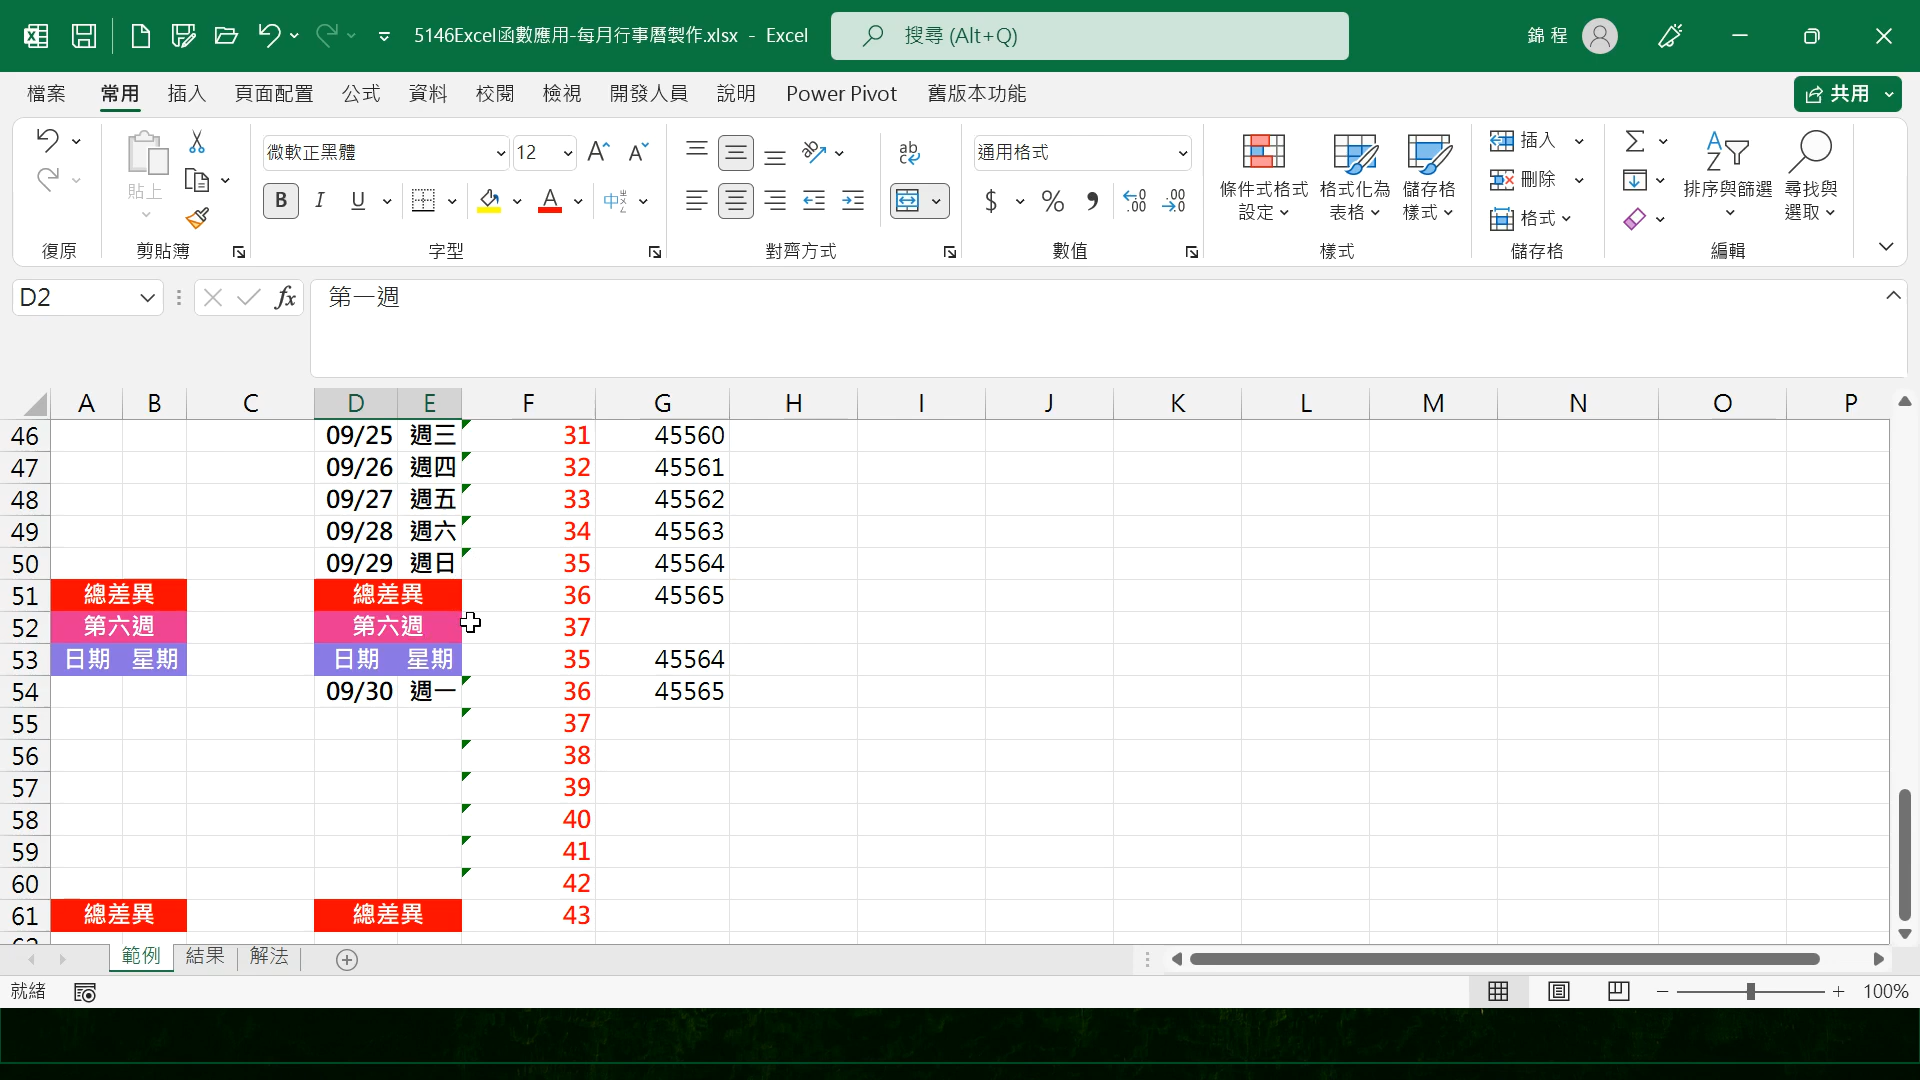 5146Excel函數應用-每月行事曆製作.xlsx - Excel
搜尋 (Alt+Q)
錦 程
檔案 常用 插入 頁面配置 公式 資料 校閱 檢視 開發人員 說明 Power Pivot 舊版本功能
共用
貼上
微軟正黑體 12
B I U
通用格式
條件式格式設定
格式化為表格
儲存格樣式
插入
刪除
格式
排序與篩選
尋找與選取
復原 剪貼簿 字型 對齊方式 數值 樣式 儲存格 編輯
D2
fx
第一週
A B C D E F G H I J K L M N O P
46 09/25 週三 31 45560
47 09/26 週四 32 45561
48 09/27 週五 33 45562
49 09/28 週六 34 45563
50 09/29 週日 35 45564
51 總差異 總差異 36 45565
52 第六週 第六週 37
53 日期 星期 日期 星期 35 45564
54 09/30 週一 36 45565
55 37
56 38
57 39
58 40
59 41
60 42
61 總差異 總差異 43
範例 結果 解法
就緒
100%